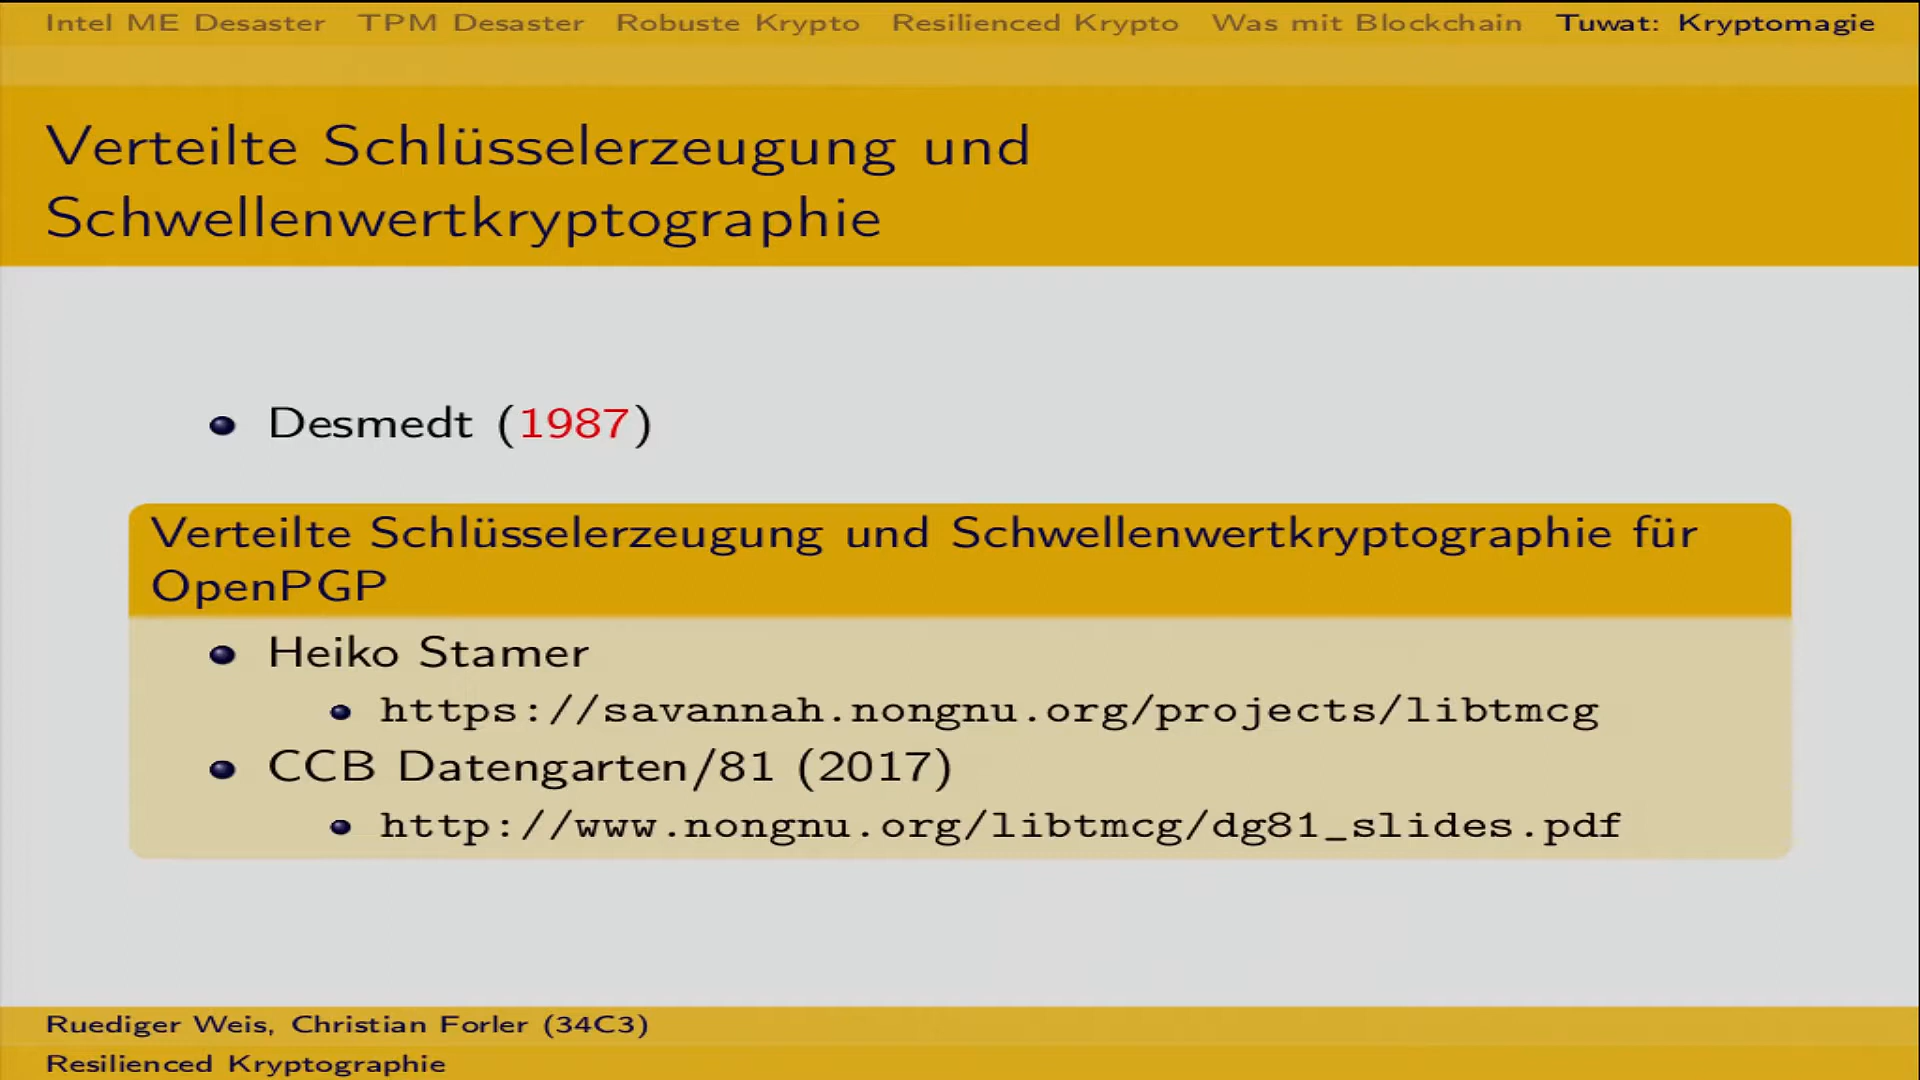 Intel ME Desaster TPM Desaster Robuste Krypto Resilienced Krypto Was mit Blockchain Tuwat: Kryptomagie
Verteilte Schlüsselerzeugung und
Schwellenwertkryptographie
Desmedt (1987)
Verteilte Schlüsselerzeugung und Schwellenwertkryptographie für
OpenPGP
Heiko Stamer
https://savannah.nongnu.org/projects/libtmcg
CCB Datengarten/81 (2017)
http://www.nongnu.org/libtmcg/dg81_slides.pdf
Ruediger Weis, Christian Forler (34C3)
Resilienced Kryptographie